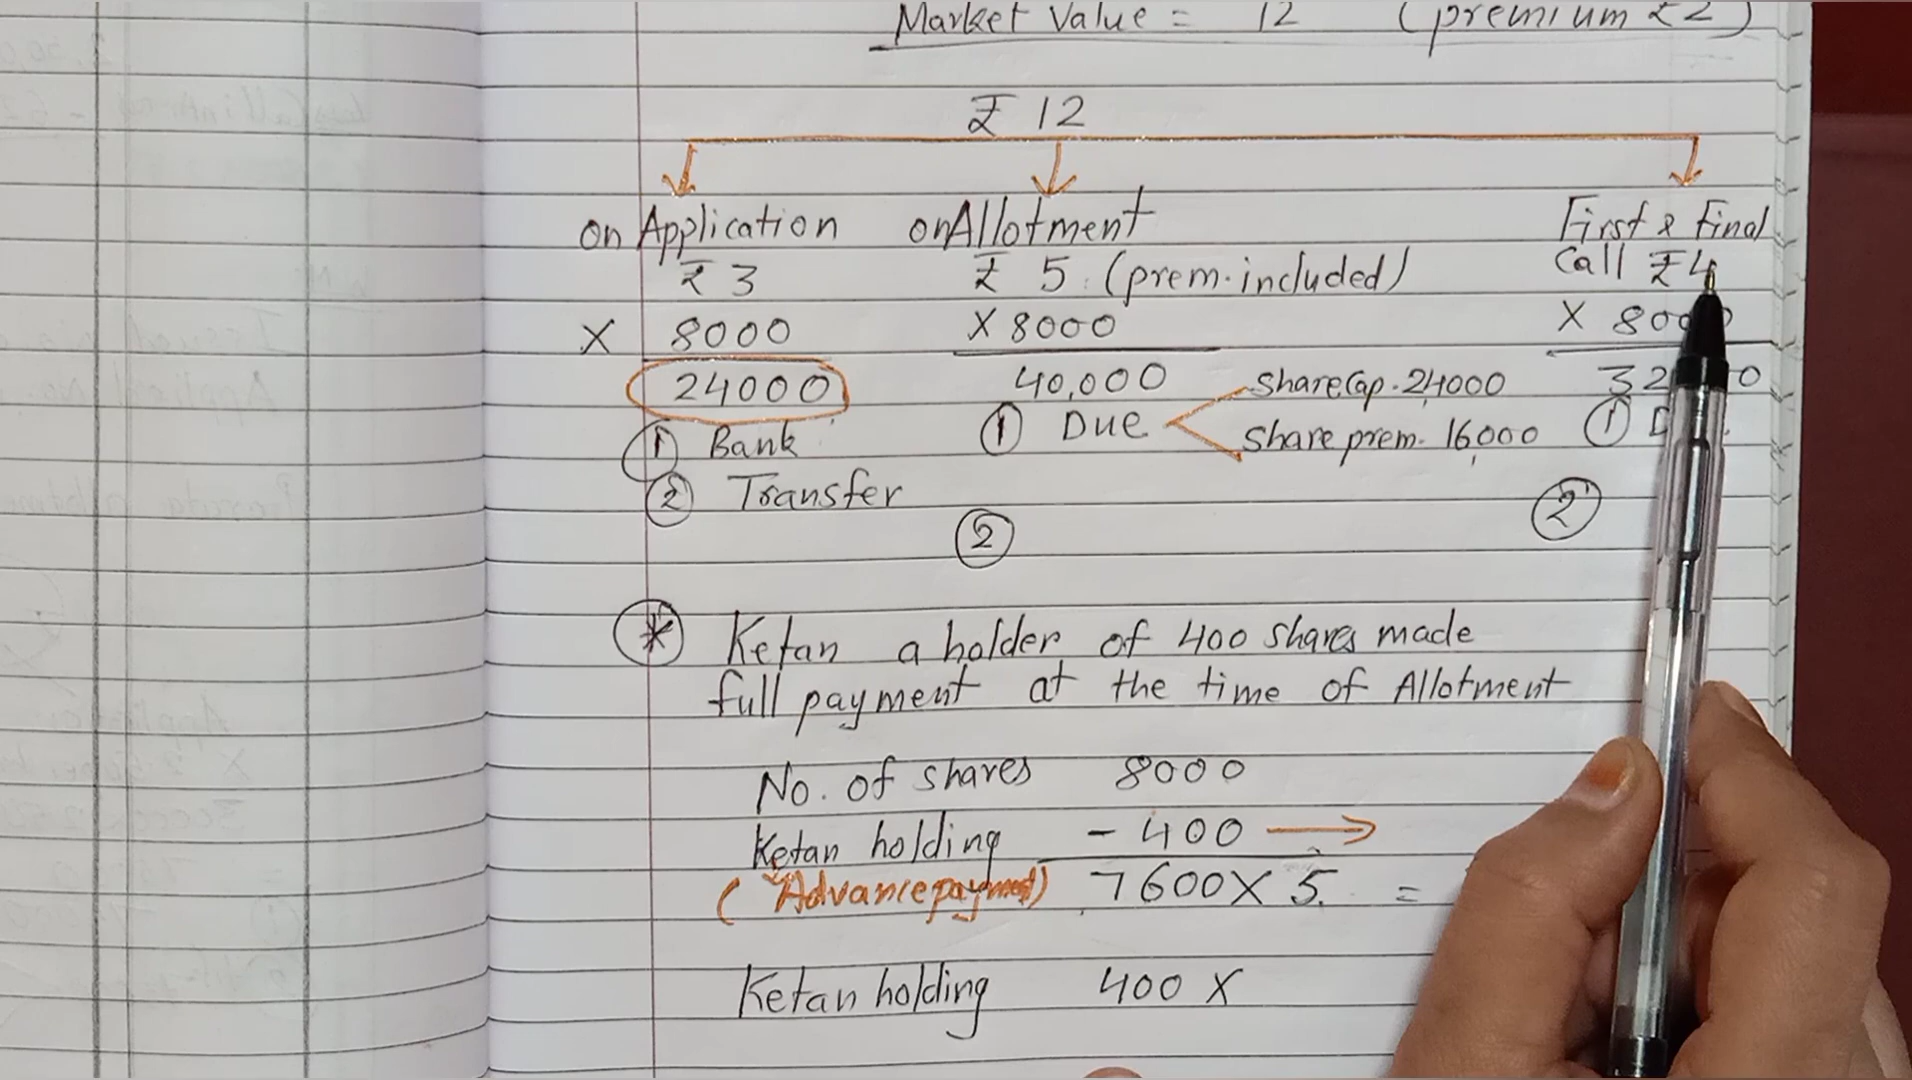 Market Value = 12 (premium ₹2)
₹ 12
on Application
₹ 3
X 8000
24000
① Bank
② Transfer
on Allotment
₹ 5 (prem. included)
X 8000
40,000
① Due
Share Cap. 24000
Share prem. 16,000
②
First & Final
Call ₹4
X
①
②
* Ketan a holder of 400 shares made
full payment at the time of Allotment
No. of shares 8000
Ketan holding - 400
(Advance payment) 7600 X 5. =
Ketan holding 400 X